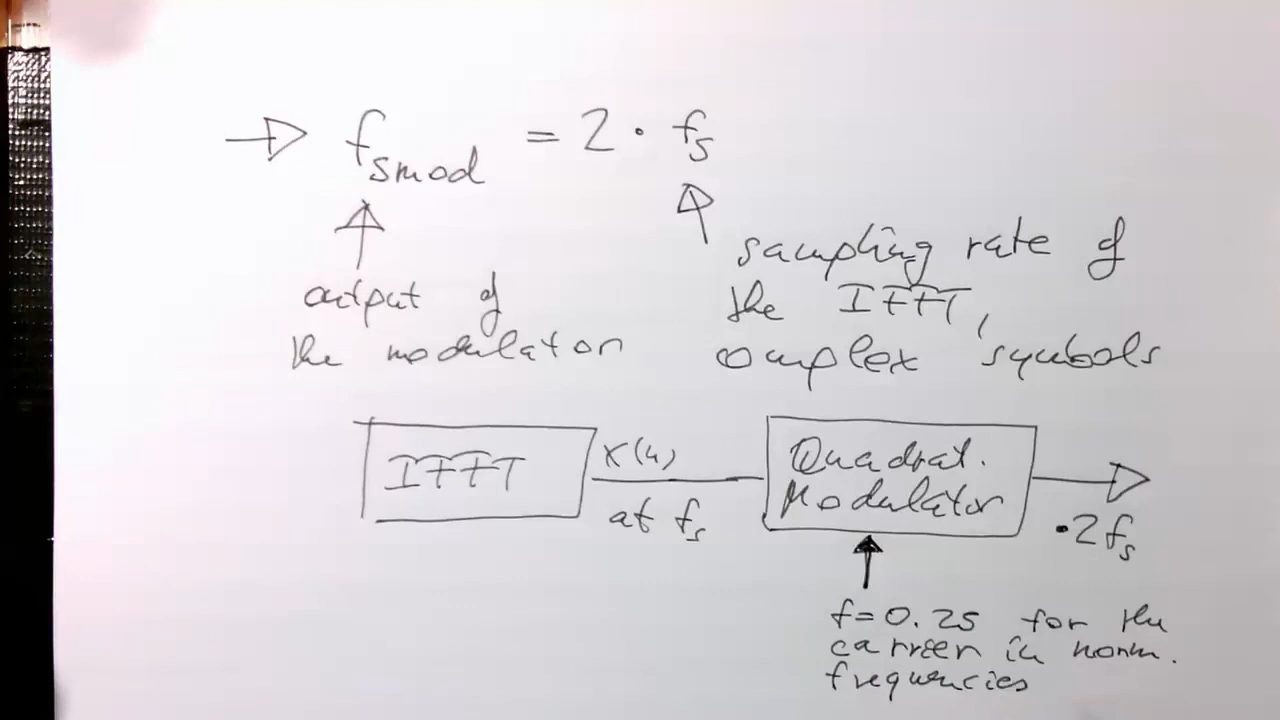 → f_smod = 2 · f_s
output of
the modulator
sampling rate of
the IFFT,
complex symbols
IFFT
x(n)
at f_s
Quadrat.
Modulator
·2f_s
f=0.25 for the
carrier in norm.
frequencies